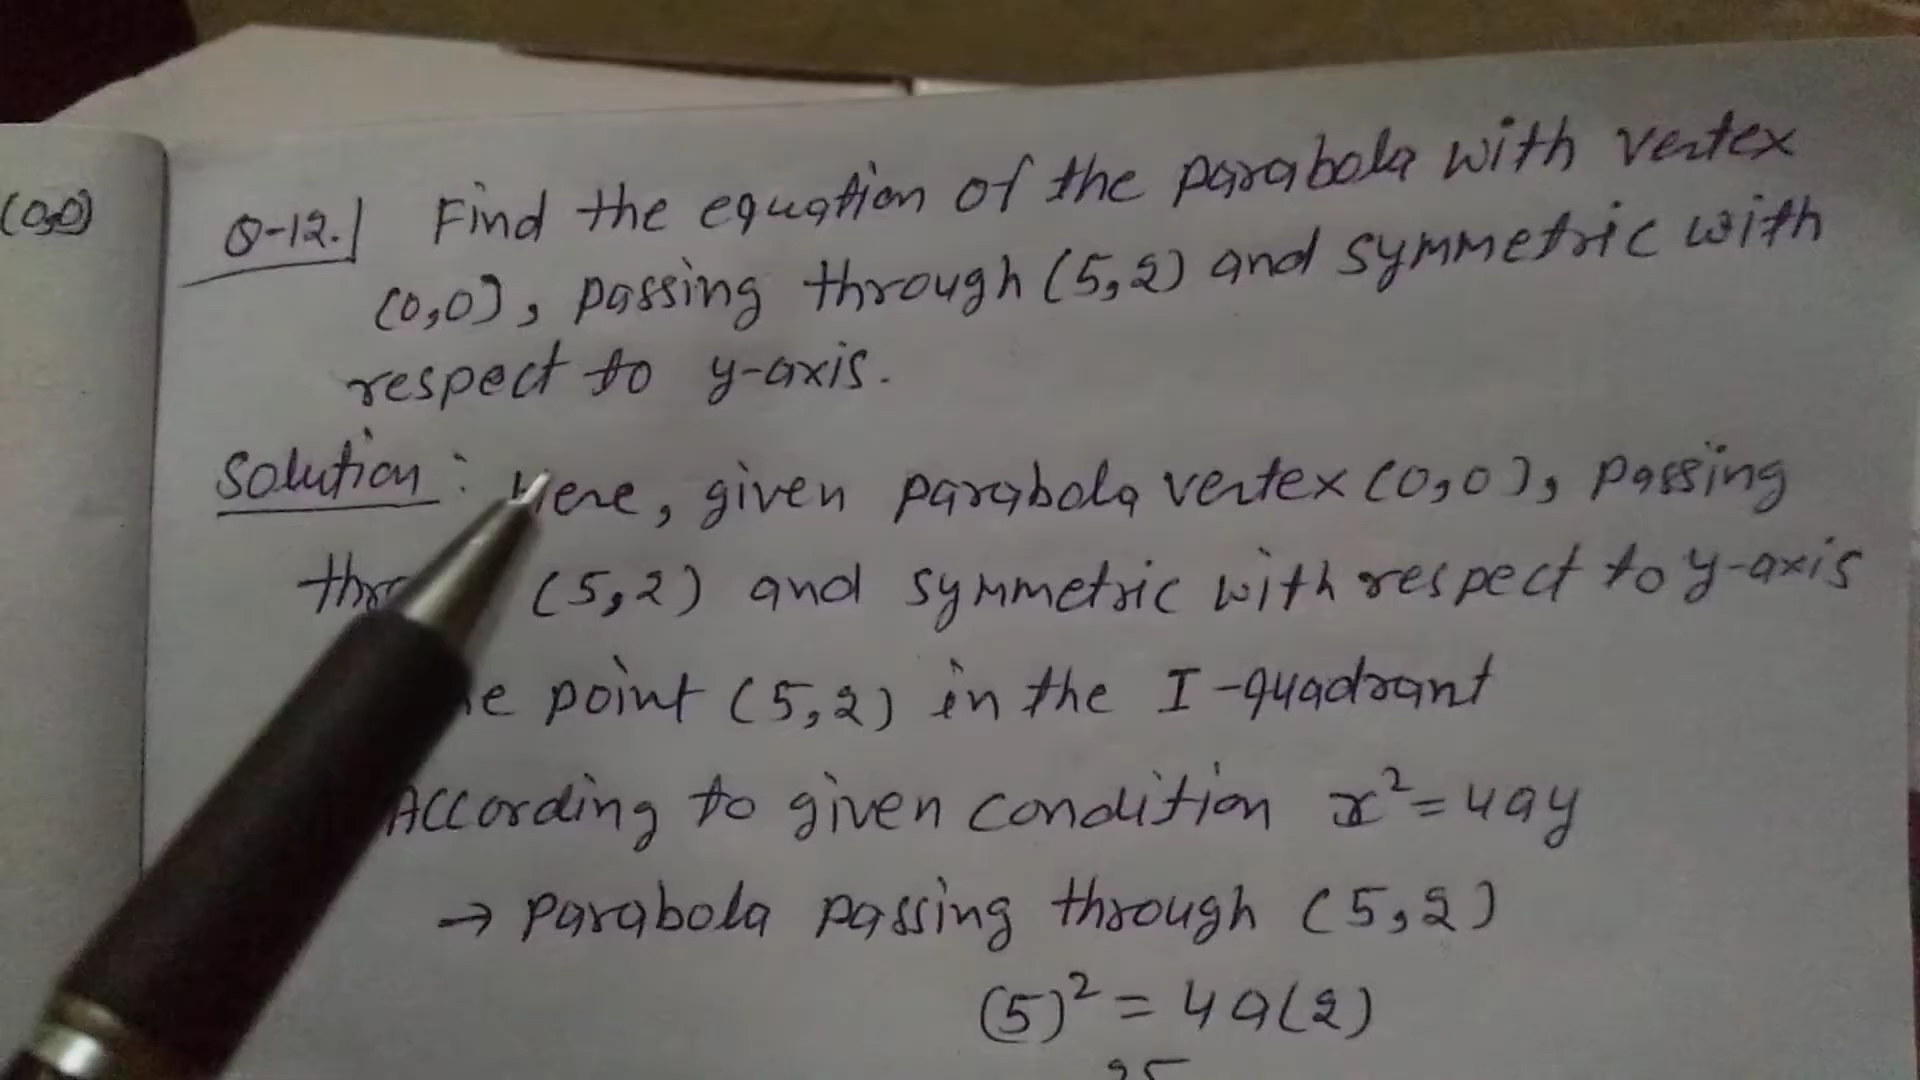 (0,0)
Q-12. Find the equation of the parabola with vertex
(0,0), passing through (5,2) and symmetric with
respect to y-axis.
Solution: Here, given parabola vertex (0,0), passing
(5,2) and symmetric with respect to y-axis
point (5,2) in the I-quadrant
According to given condition x²=4ay
→ parabola passing through (5,2)
(5)² = 4a(2)